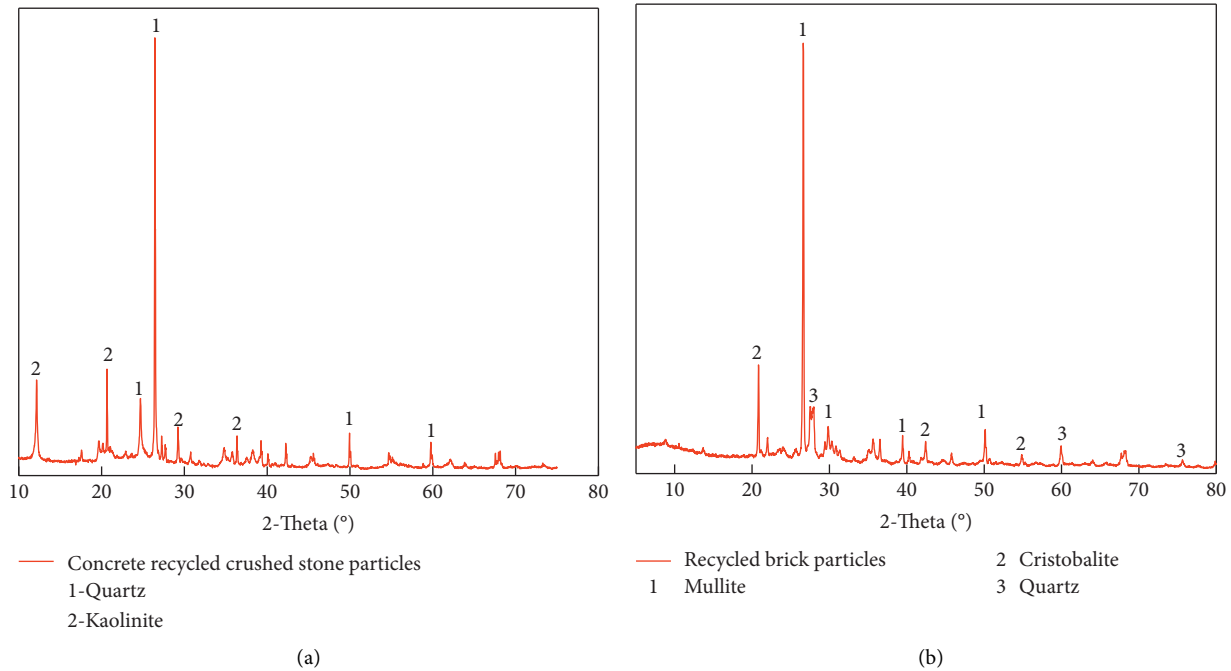 1
2
2
1
2
2
1
1
10 20 30 40 50 60 70 80
2-Theta (°)
Concrete recycled crushed stone particles
1-Quartz
2-Kaolinite
(a)
1
2
3
1
1
2
1
2
3
3
10 20 30 40 50 60 70 80
2-Theta (°)
Recycled brick particles
1 Mullite
2 Cristobalite
3 Quartz
(b)